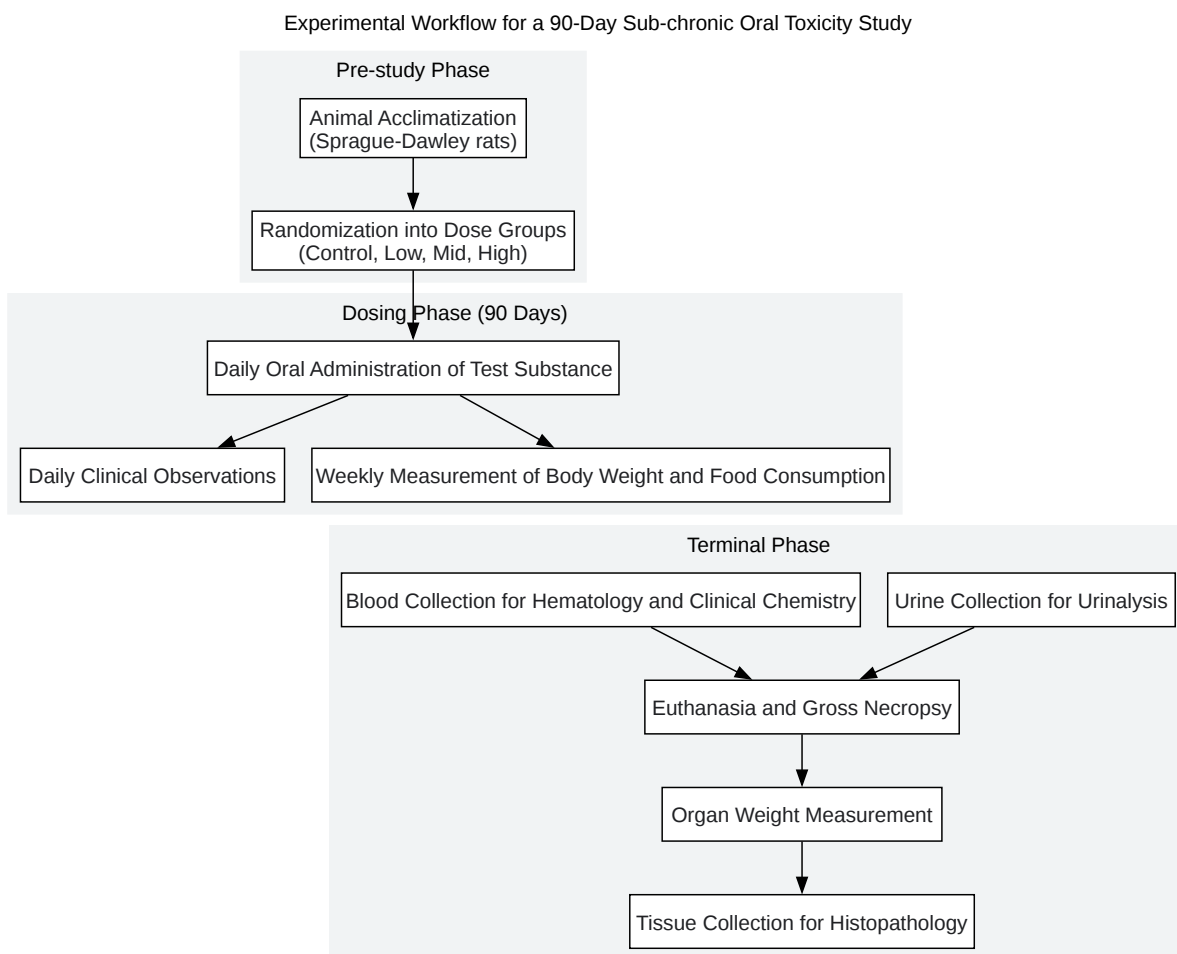 Experimental Workflow for a 90-Day Sub-chronic Oral Toxicity Study
Pre-study Phase
Animal Acclimatization
(Sprague-Dawley rats)
Randomization into Dose Groups
(Control, Low, Mid, High)
Dosing Phase (90 Days)
Daily Oral Administration of Test Substance
Daily Clinical Observations
Weekly Measurement of Body Weight and Food Consumption
Terminal Phase
Blood Collection for Hematology and Clinical Chemistry
Urine Collection for Urinalysis
Euthanasia and Gross Necropsy
Organ Weight Measurement
Tissue Collection for Histopathology